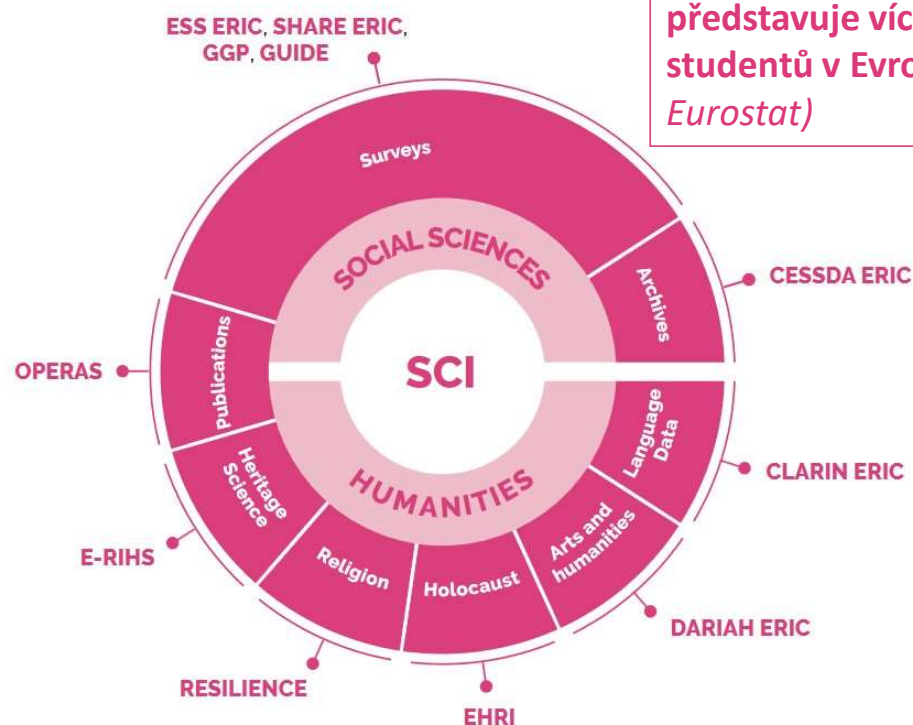 ESS ERIC, SHARE ERIC,
GGP, GUIDE
představuje víc
studentů v Evro
Eurostat)
Surveys
SOCIAL SCIENCES
Archives
CESSDA ERIC
SCI
OPERAS
Publications
HUMANITIES
Language
Data
CLARIN ERIC
Heritage
Science
Arts and
humanities
E-RIHS
Religion
Holocaust
DARIAH ERIC
RESILIENCE
EHRI